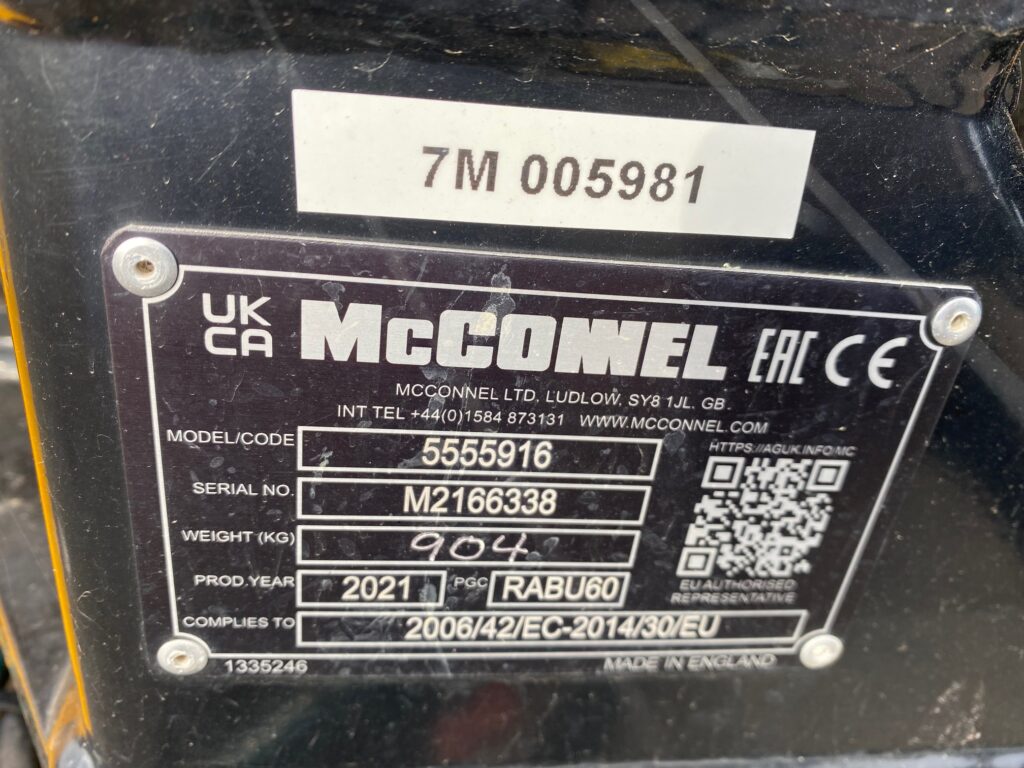 7M 005981
UK
CA
McCONNEL EAC CE
MCCONNEL LTD. LUDLOW, SY8 1JL. GB
INT TEL +44(0)1584 873131 WWW.MCCONNEL.COM
HTTPS://AGUK.INFO/MC
MODEL/CODE 5555916
SERIAL NO. M2166338
WEIGHT (KG) 904
PROD.YEAR 2021 PGC RABU60
EU AUTHORISED
REPRESENTATIVE
COMPLIES TO 2006/42/EC-2014/30/EU
1335246 MADE IN ENGLAND